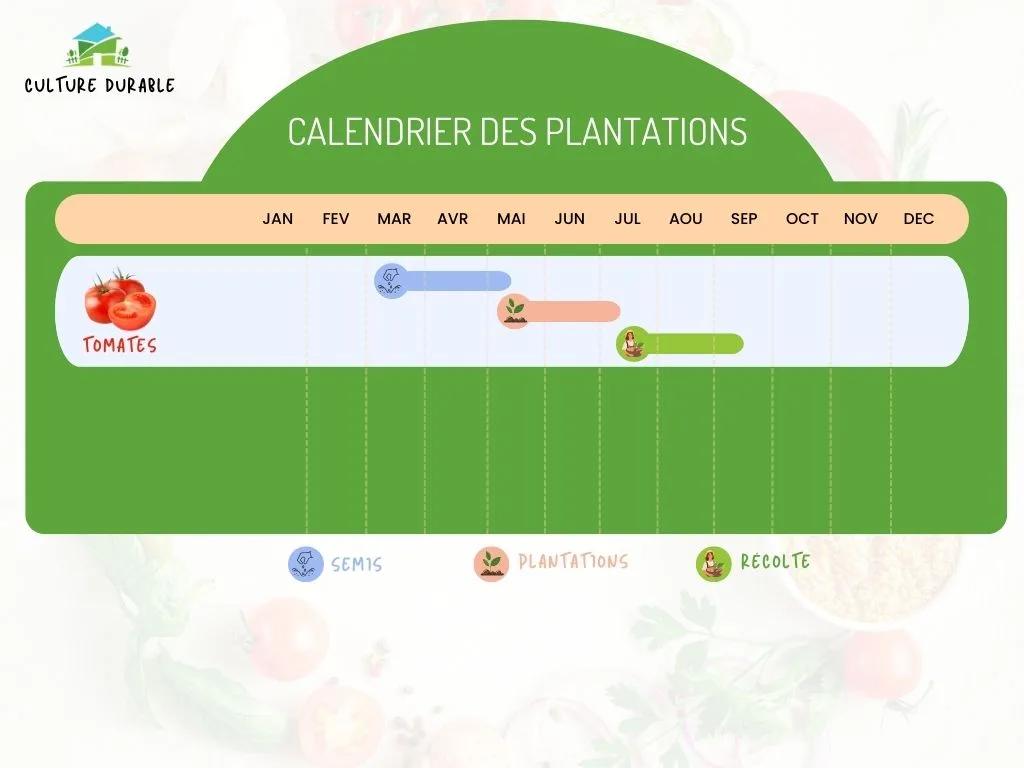 CULTURE DURABLE
CALENDRIER DES PLANTATIONS
JAN FEV MAR AVR MAI JUN JUL AOU SEP OCT NOV DEC
TOMATES
SEMIS PLANTATIONS RÉCOLTE